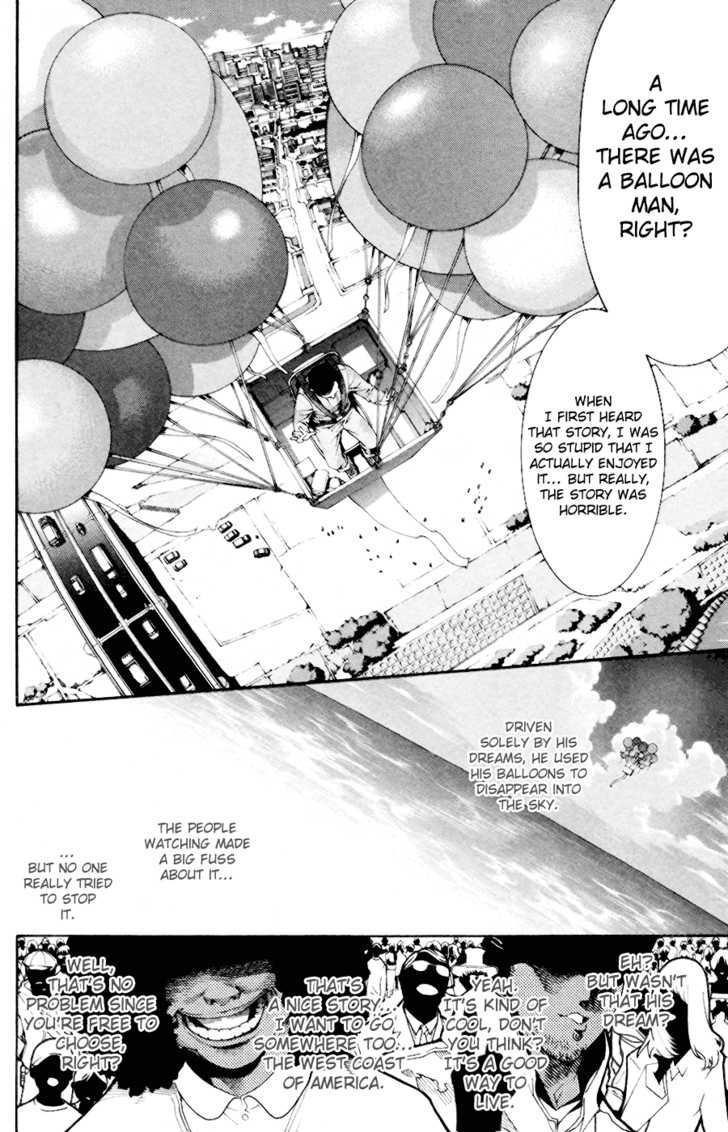 A
LONG TIME
AGO...
THERE WAS
A BALLOON
MAN,
RIGHT?
WHEN
I FIRST HEARD
THAT STORY, I WAS
SO STUPID THAT I
ACTUALLY ENJOYED
IT... BUT REALLY,
THE STORY WAS
HORRIBLE.
DRIVEN
SOLELY BY HIS
DREAMS, HE USED
HIS BALLOONS TO
DISAPPEAR INTO
THE SKY.
THE PEOPLE
WATCHING MADE
A BIG FUSS
ABOUT IT...
...
BUT NO ONE
REALLY TRIED
TO STOP
IT.
EH?
BUT WASN'T
THAT HIS
DREAM?
YEAH.
IT'S KIND OF
COOL, DON'T
YOU THINK?
IT'S A GOOD
WAY TO
LIVE.
THAT'S
A NICE STORY...
I WANT TO GO
SOMEWHERE TOO...
THE WEST COAST
OF AMERICA.
WELL,
THAT'S NO
PROBLEM SINCE
YOU'RE FREE TO
CHOOSE,
RIGHT?